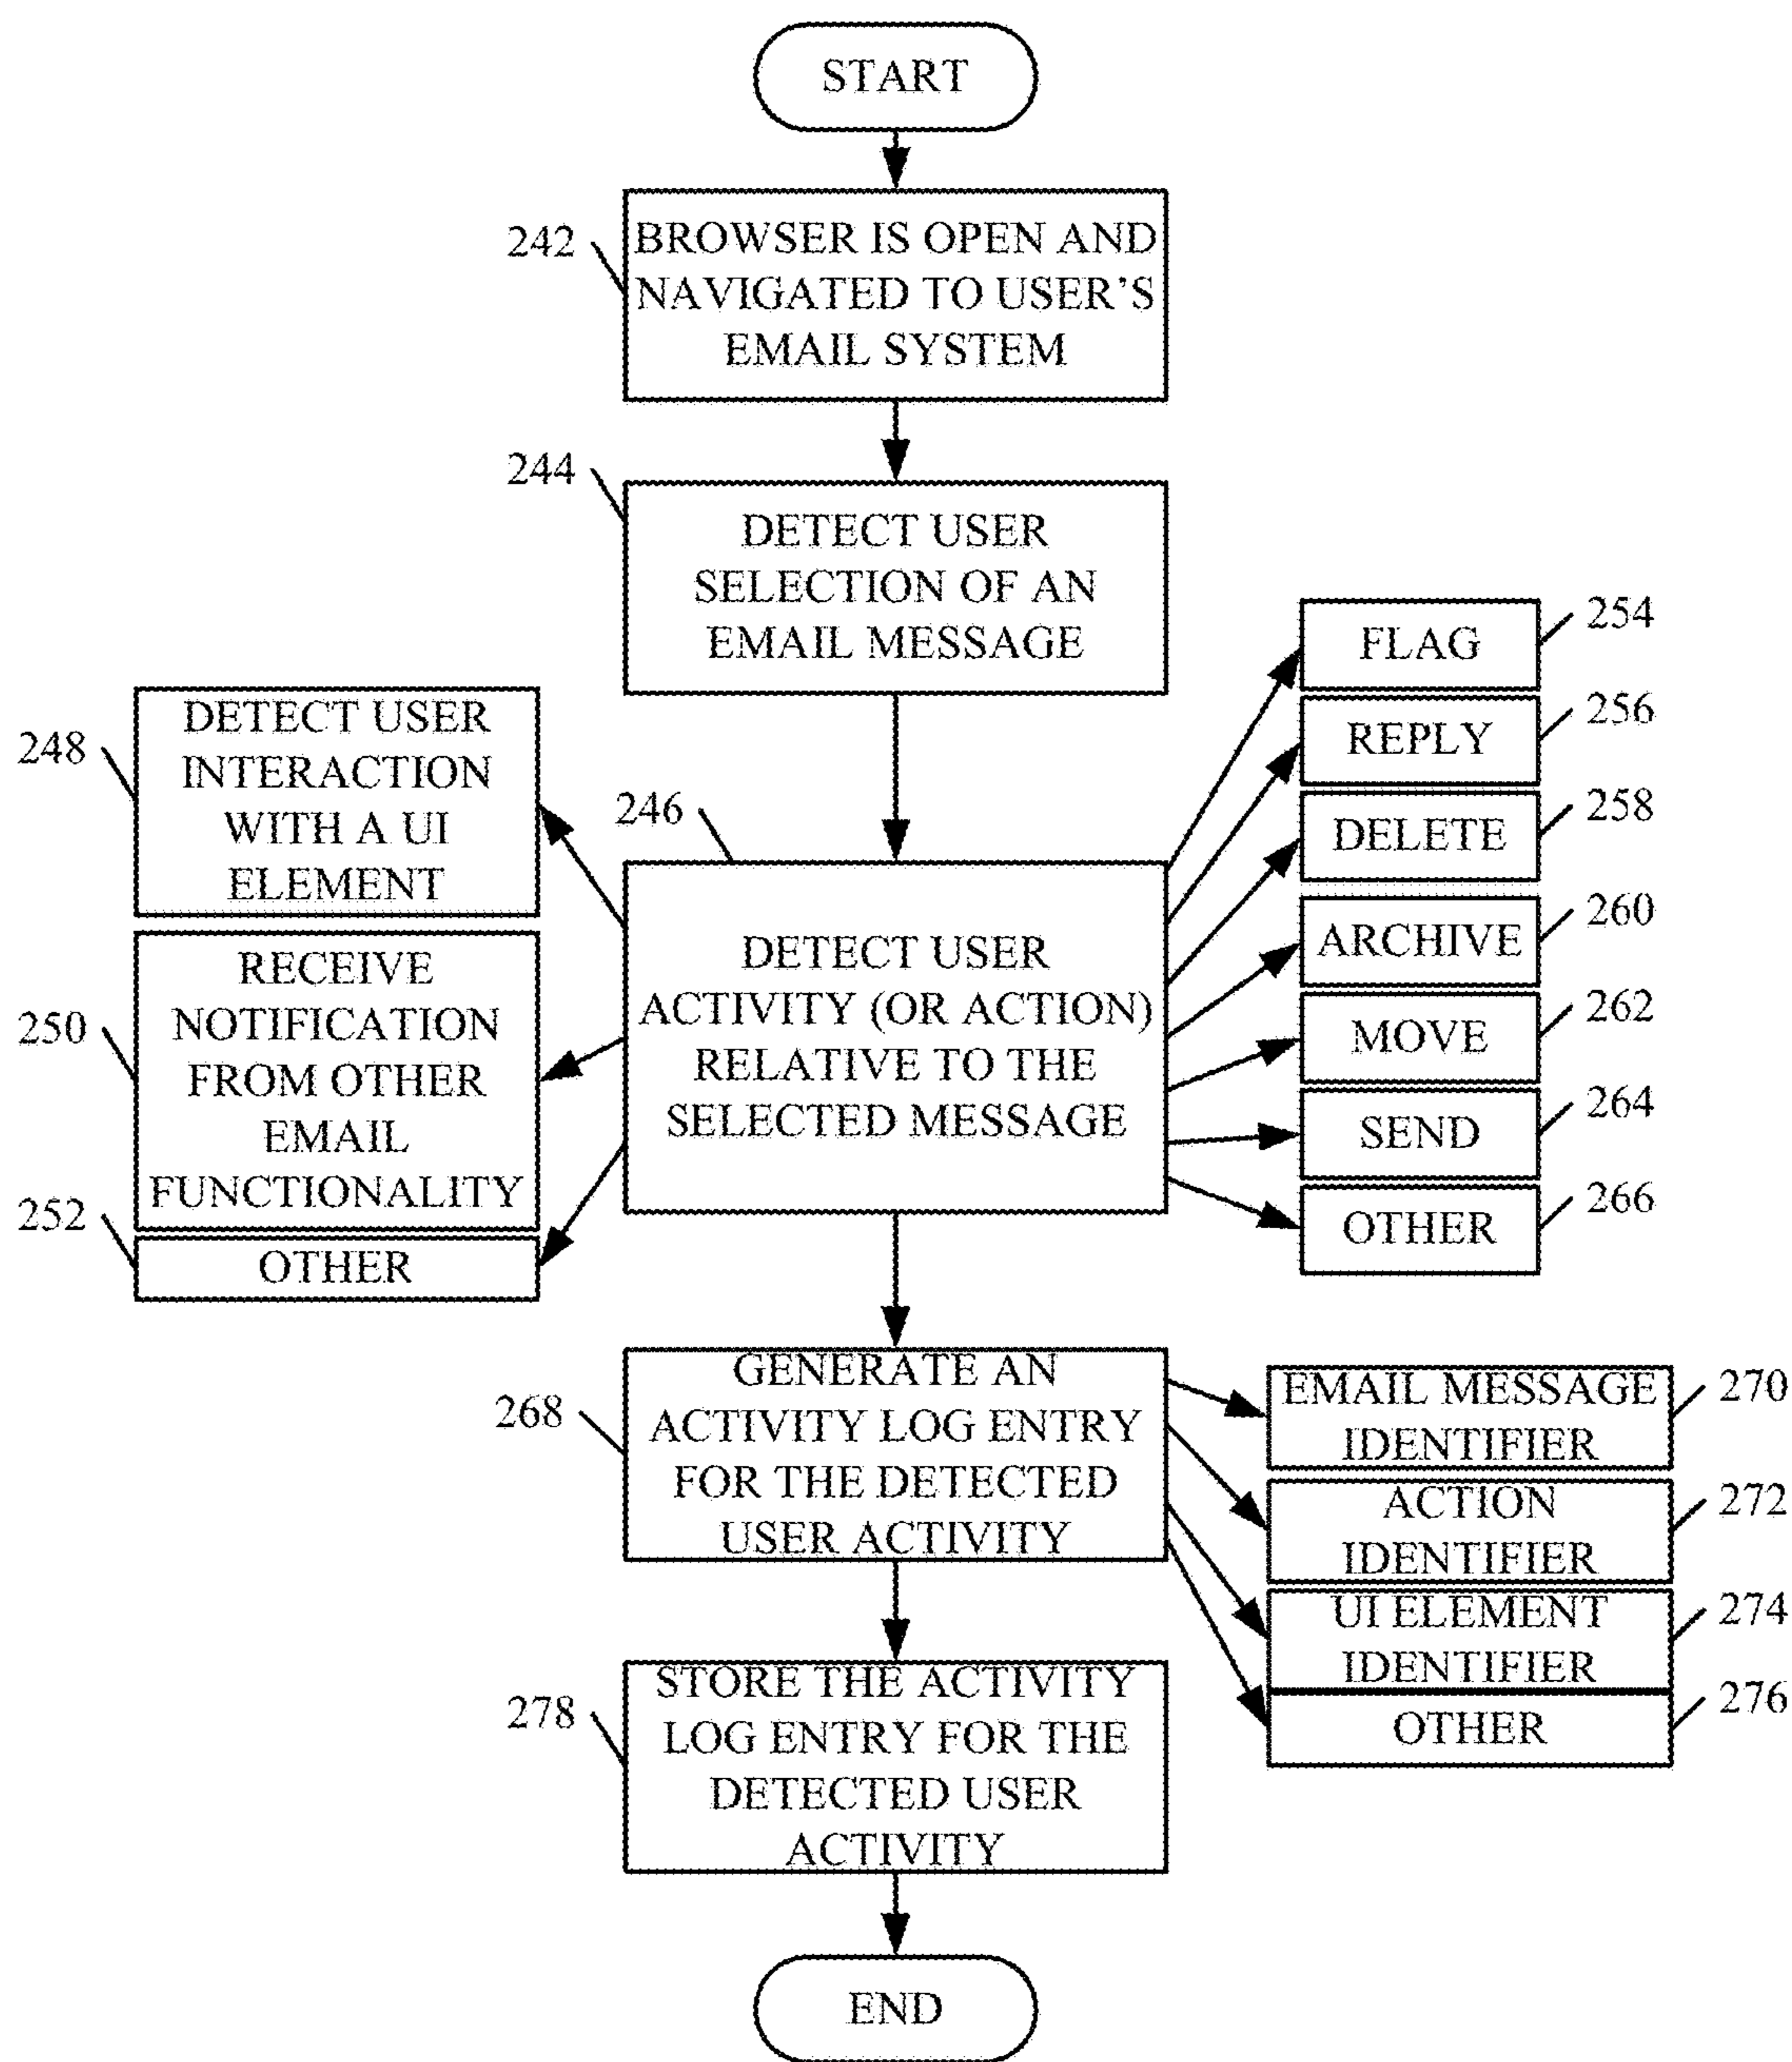 START
242
BROWSER IS OPEN AND
NAVIGATED TO USER'S
EMAIL SYSTEM
244
DETECT USER
SELECTION OF AN
EMAIL MESSAGE
246
DETECT USER
ACTIVITY (OR ACTION)
RELATIVE TO THE
SELECTED MESSAGE
248
DETECT USER
INTERACTION
WITH A UI
ELEMENT
250
RECEIVE
NOTIFICATION
FROM OTHER
EMAIL
FUNCTIONALITY
252
OTHER
FLAG
254
REPLY
256
DELETE
258
ARCHIVE
260
MOVE
262
SEND
264
OTHER
266
268
GENERATE AN
ACTIVITY LOG ENTRY
FOR THE DETECTED
USER ACTIVITY
EMAIL MESSAGE
IDENTIFIER
270
ACTION
IDENTIFIER
272
UI ELEMENT
IDENTIFIER
274
OTHER
276
278
STORE THE ACTIVITY
LOG ENTRY FOR THE
DETECTED USER
ACTIVITY
END